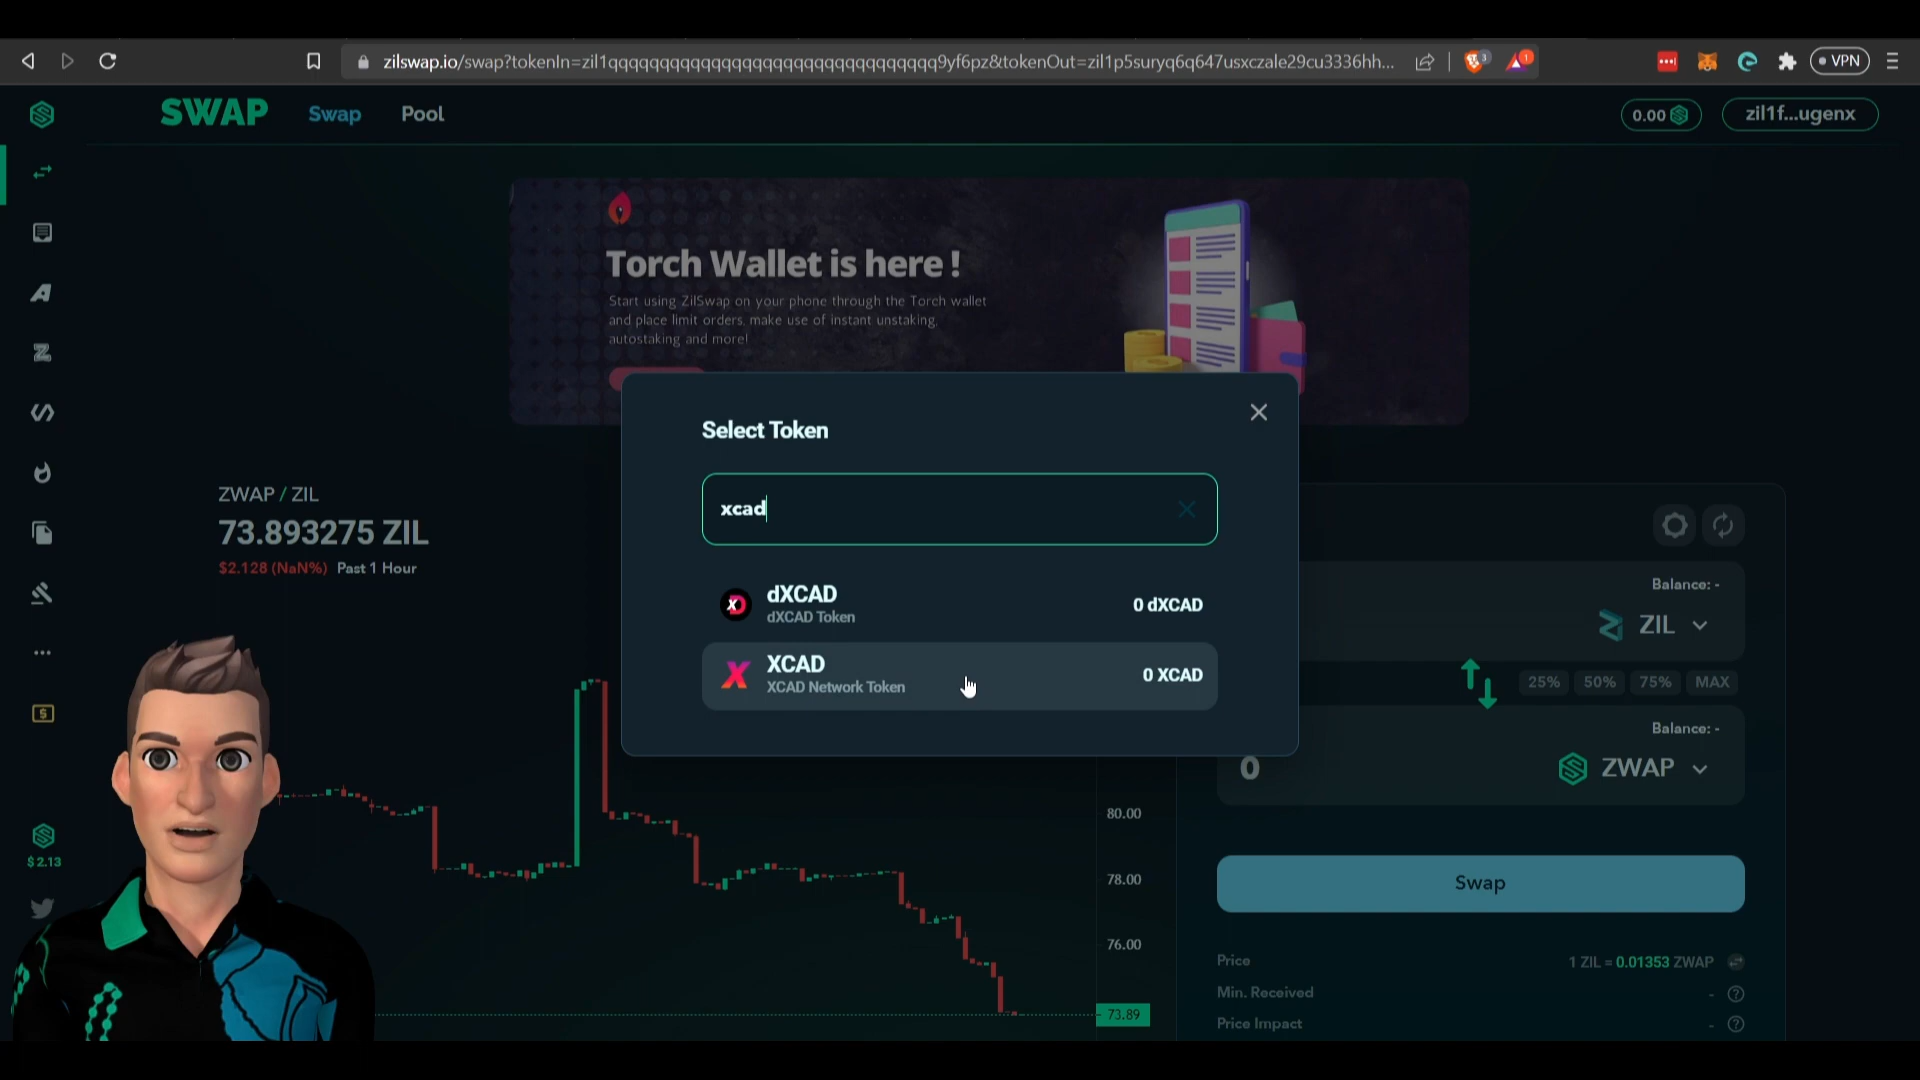 zilswap.io/swap?tokenIn=zil1qqqqqqqqqqqqqqqqqqqqqqqqqqqqqqqqq9yf6pz&tokenOut=zil1p5suryq6q647usxczale29cu3336hh...
3
1
VPN
SWAP
Swap
Pool
0.00
zil1f...ugenx
Torch Wallet is here !
Start using ZilSwap on your phone through the Torch wallet
and place limit orders, make use of instant unstaking,
autostaking and more!
Select Token
xcad
dXCAD
dXCAD Token
0 dXCAD
XCAD
XCAD Network Token
0 XCAD
ZWAP / ZIL
73.893275 ZIL
$2.128 (NaN%) Past 1 Hour
Balance: -
ZIL
25%
50%
75%
MAX
Balance: -
0
ZWAP
80.00
78.00
76.00
73.89
Swap
Price
1 ZIL = 0.01353 ZWAP
Min. Received
-
Price Impact
-
$2.13